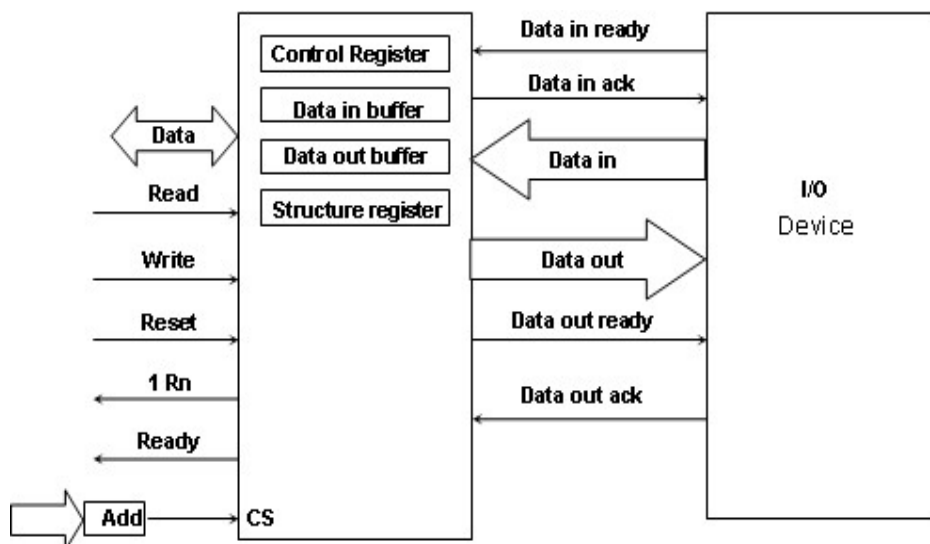 Data in ready
Control Register
Data in ack
Data in buffer
Data
Data out buffer
Data in
Read
Structure register
I/O
Device
Write
Data out
Reset
Data out ready
1 Rn
Data out ack
Ready
Add
CS